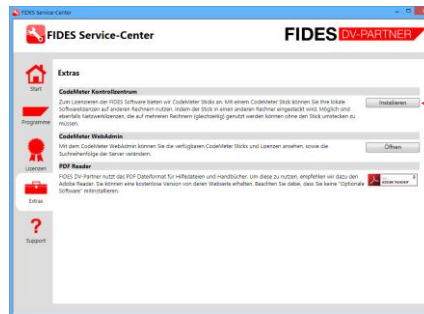 FIDES Service-Center
FIDES Service-Center
FIDES DV-PARTNER
Start
Programme
Lizenzen
Extras
Support
Extras
CodeMeter Kontrollzentrum
Zum Lizenzieren der FIDES Software bieten wir CodeMeter Sticks an. Mit einem CodeMeter Stick können Sie Ihre lokale
Softwarelizenzen auf anderen Rechnern nutzen, indem der Stick in einen anderen Rechner eingesteckt wird. Möglich sind
ebenfalls Netzwerklizenzen, die auf mehreren Rechnern (gleichzeitig) genutzt werden können ohne den Stick umstecken zu
müssen.
Installieren
CodeMeter WebAdmin
Mit dem CodeMeter WebAdmin können Sie die verfügbaren CodeMeter Sticks und Lizenzen ansehen, sowie die
Suchreihenfolge der Server verändern.
Öffnen
PDF Reader
FIDES DV-Partner nutzt das PDF Dateiformat für Hilfedateien und Handbücher. Um diese zu nutzen, empfehlen wir dazu den
Adobe Reader. Sie können eine kostenlose Version von deren Webseite erhalten. Beachten Sie dabei, dass Sie keine "Optionale
Software" mitinstallieren.
ADOBE READER